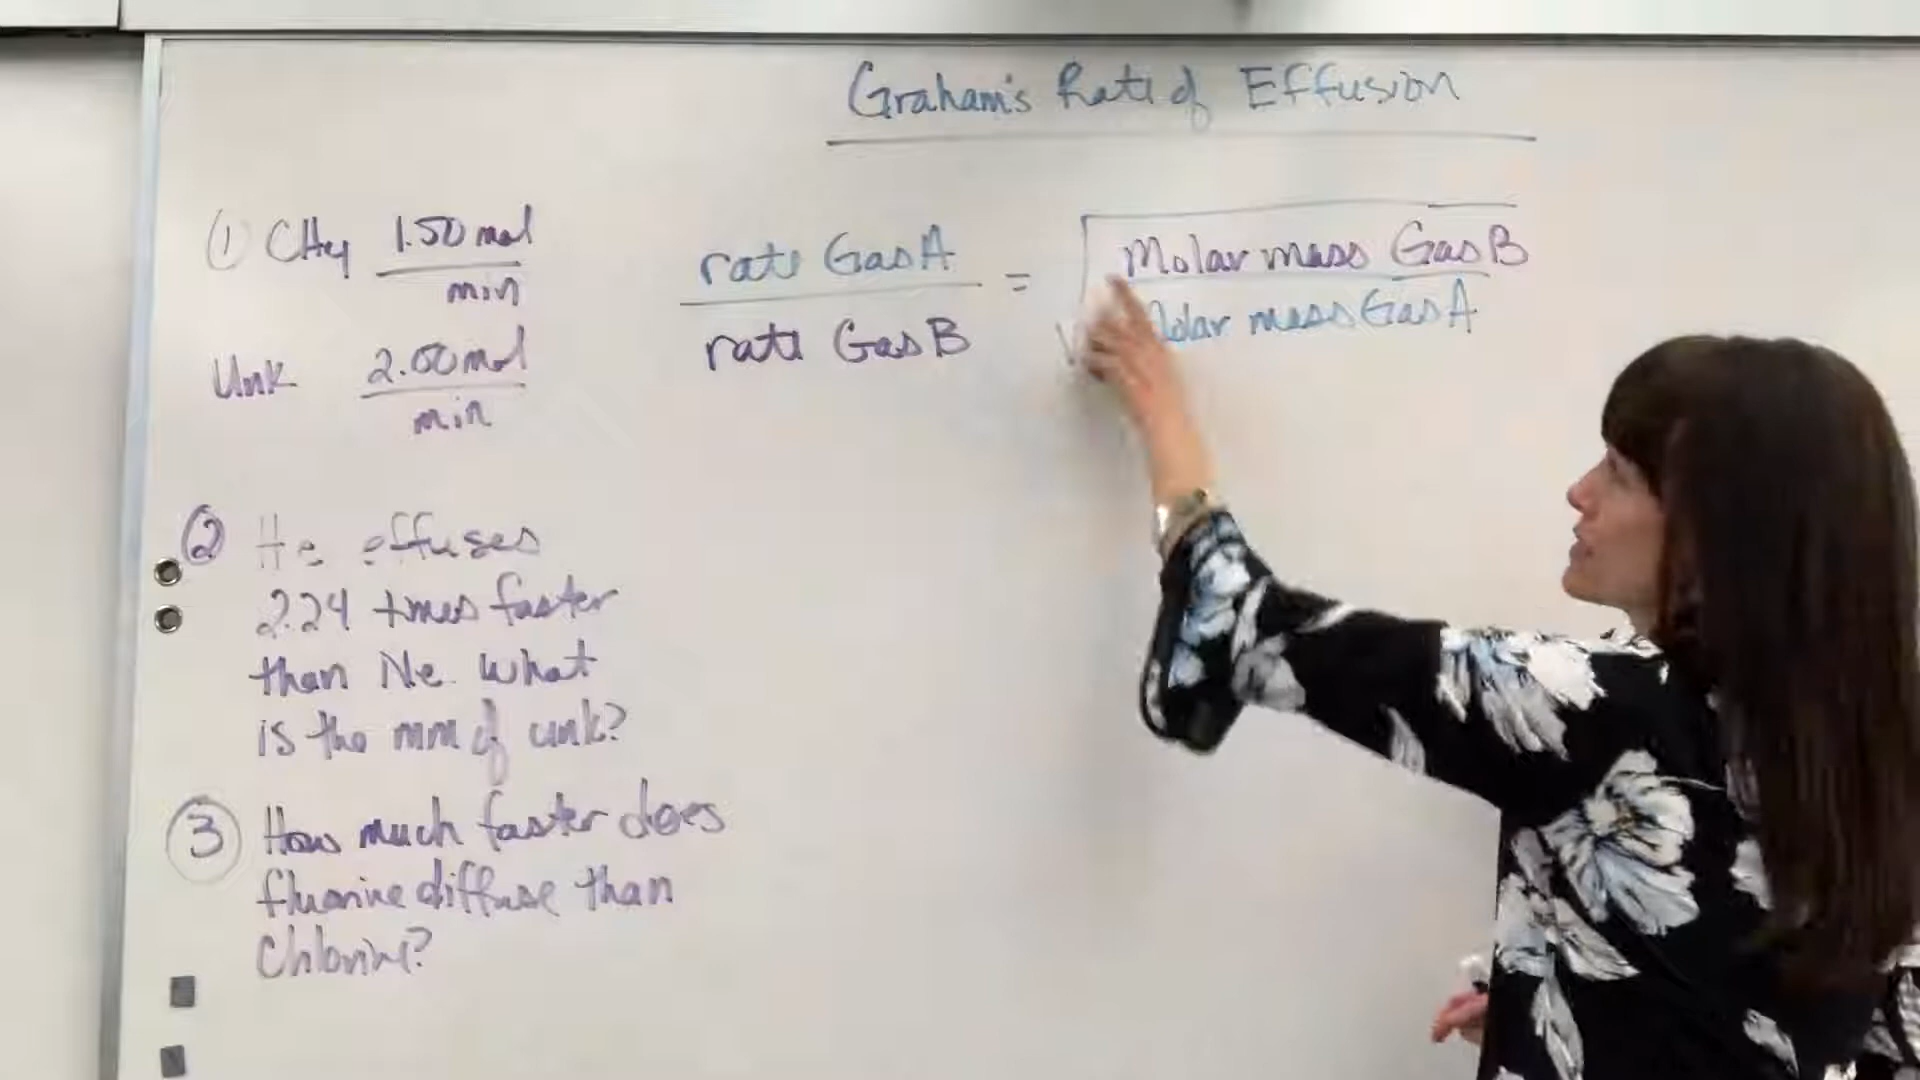 Graham's Rate of Effusion
① CH4 1.50 mol
min
Unk 2.00 mol
min
rate Gas A
rate Gas B
=
√ Molar mass Gas B
Molar mass Gas A
② He effuses
2.24 times faster
than Ne. What
is the mm of unk?
③ How much faster does
fluorine diffuse than
Chlorine?